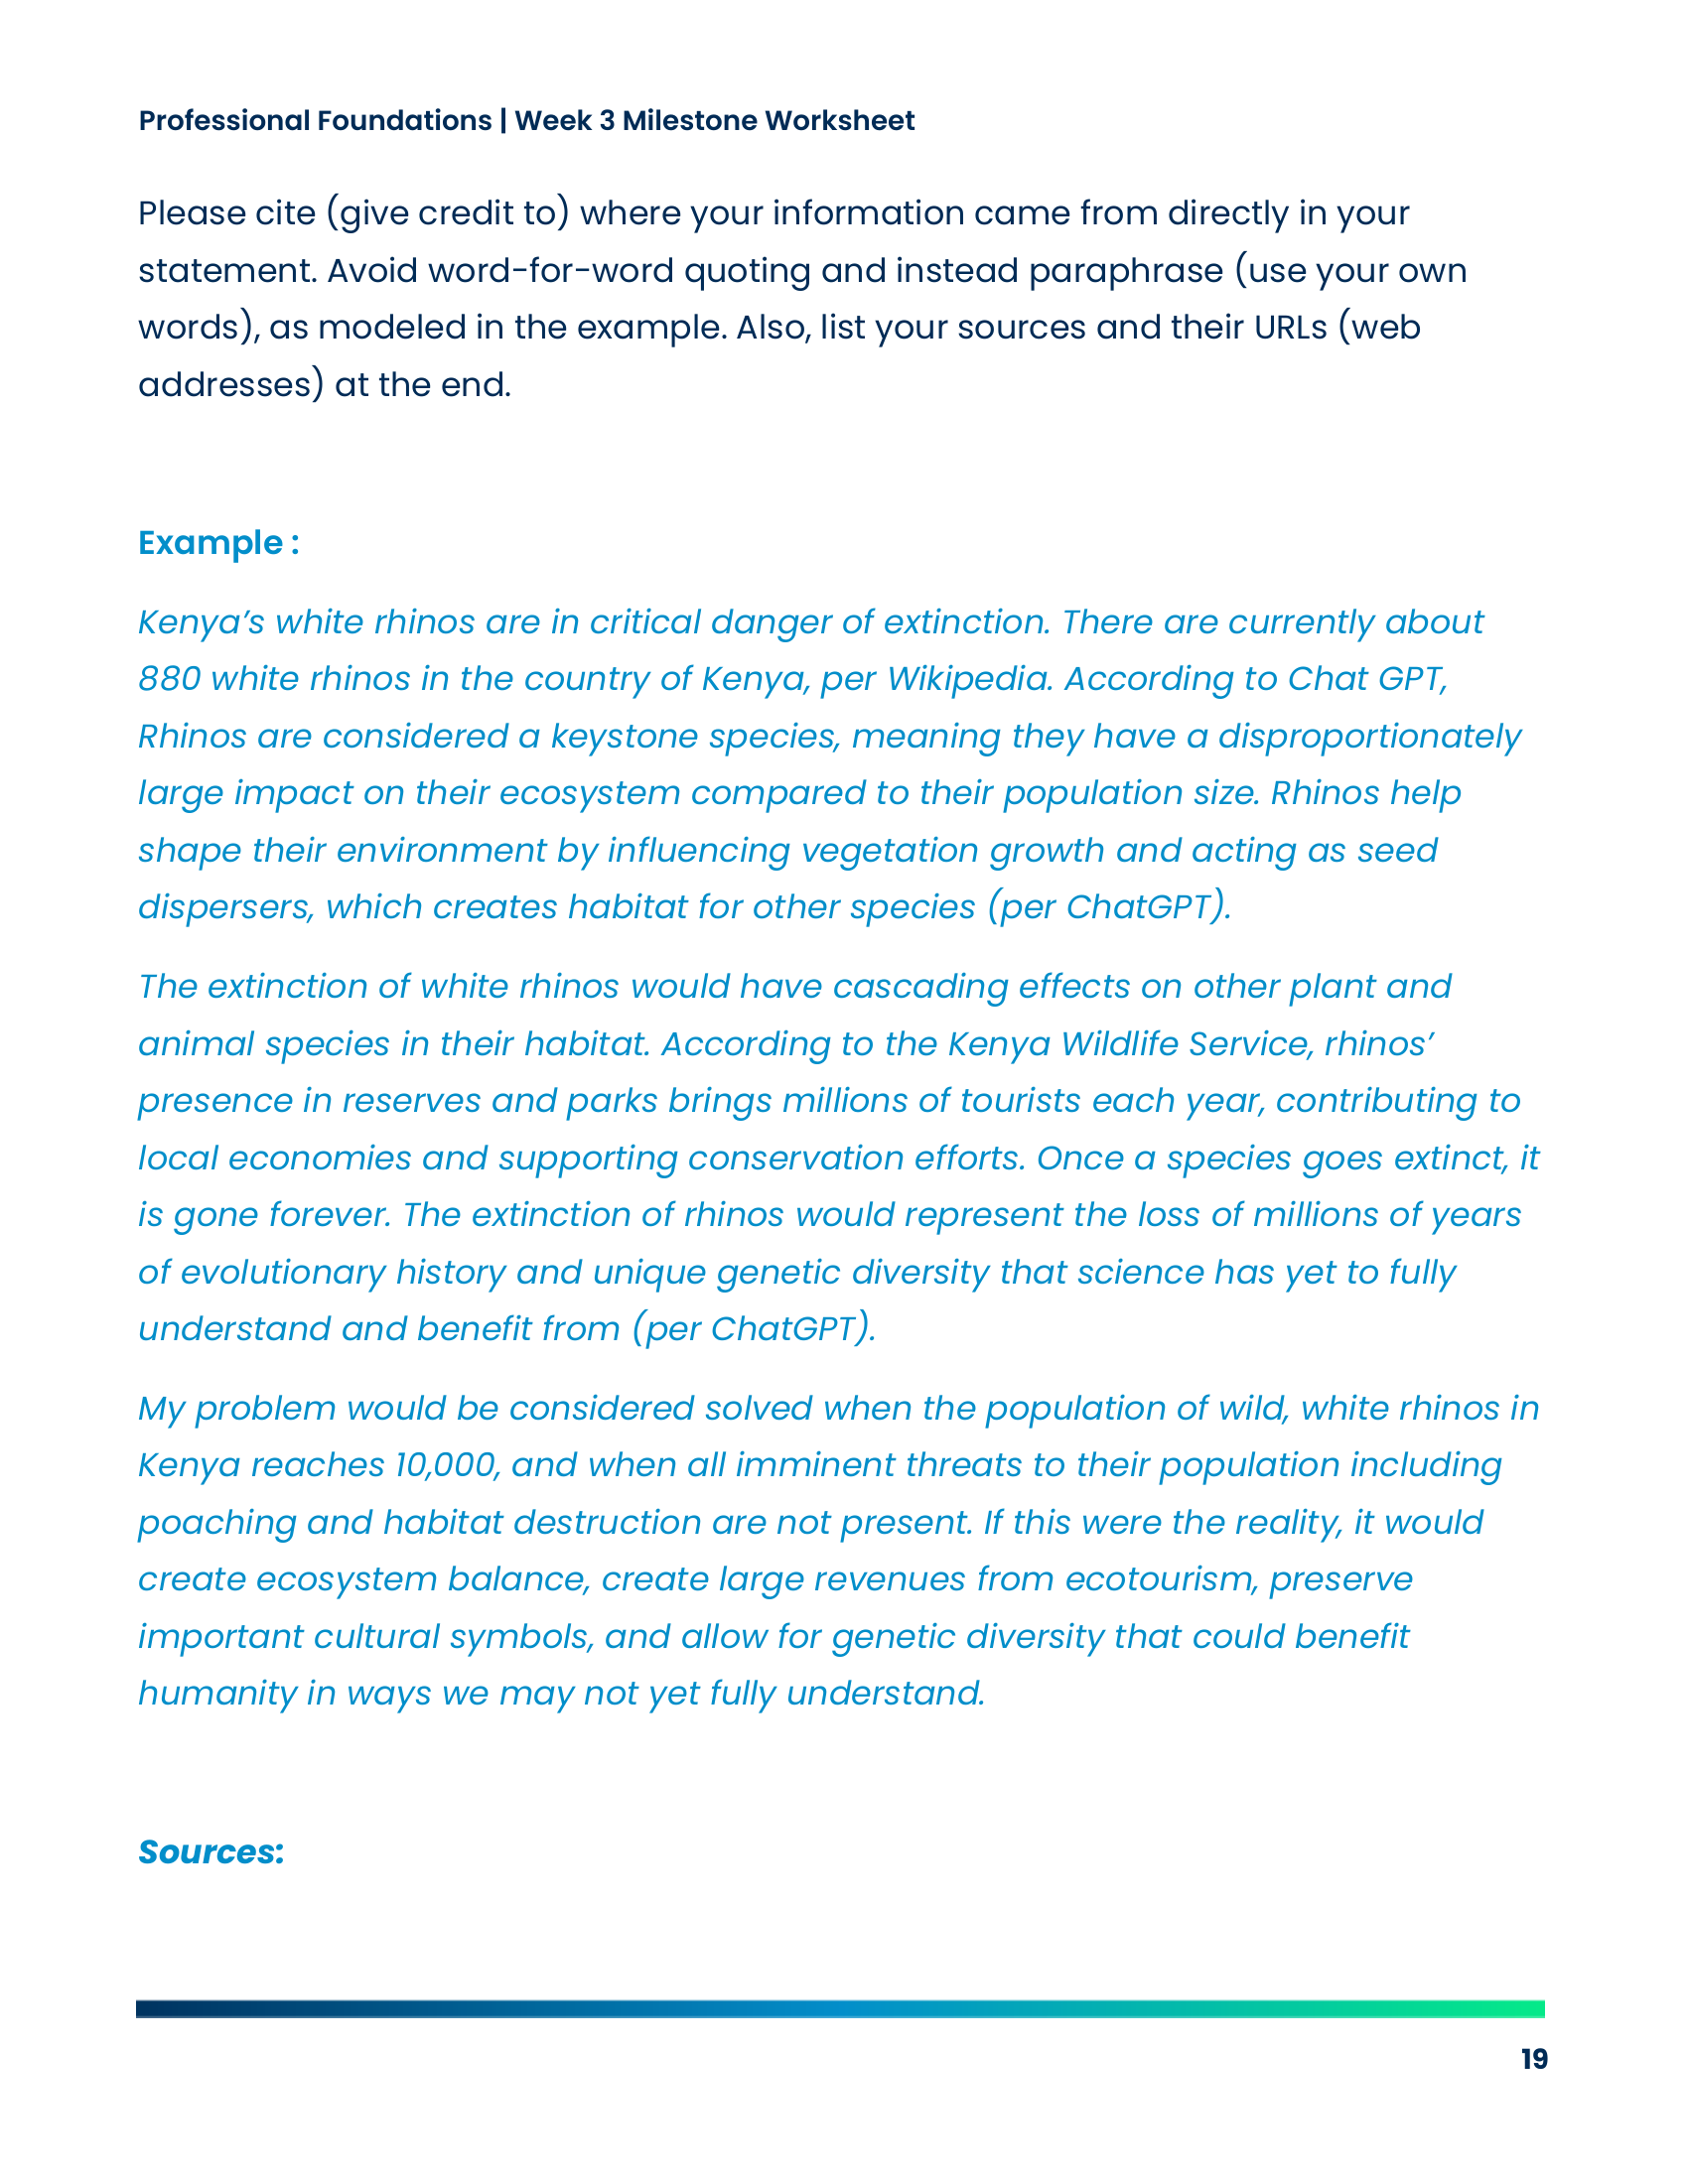 Professional Foundations | Week 3 Milestone Worksheet
Please cite (give credit to) where your information came from directly in your
statement. Avoid word-for-word quoting and instead paraphrase (use your own
words), as modeled in the example. Also, list your sources and their URLs (web
addresses) at the end.
Example :
Kenya’s white rhinos are in critical danger of extinction. There are currently about
880 white rhinos in the country of Kenya, per Wikipedia. According to Chat GPT,
Rhinos are considered a keystone species, meaning they have a disproportionately
large impact on their ecosystem compared to their population size. Rhinos help
shape their environment by influencing vegetation growth and acting as seed
dispersers, which creates habitat for other species (per ChatGPT).
The extinction of white rhinos would have cascading effects on other plant and
animal species in their habitat. According to the Kenya Wildlife Service, rhinos’
presence in reserves and parks brings millions of tourists each year, contributing to
local economies and supporting conservation efforts. Once a species goes extinct, it
is gone forever. The extinction of rhinos would represent the loss of millions of years
of evolutionary history and unique genetic diversity that science has yet to fully
understand and benefit from (per ChatGPT).
My problem would be considered solved when the population of wild, white rhinos in
Kenya reaches 10,000, and when all imminent threats to their population including
poaching and habitat destruction are not present. If this were the reality, it would
create ecosystem balance, create large revenues from ecotourism, preserve
important cultural symbols, and allow for genetic diversity that could benefit
humanity in ways we may not yet fully understand.
Sources:
19